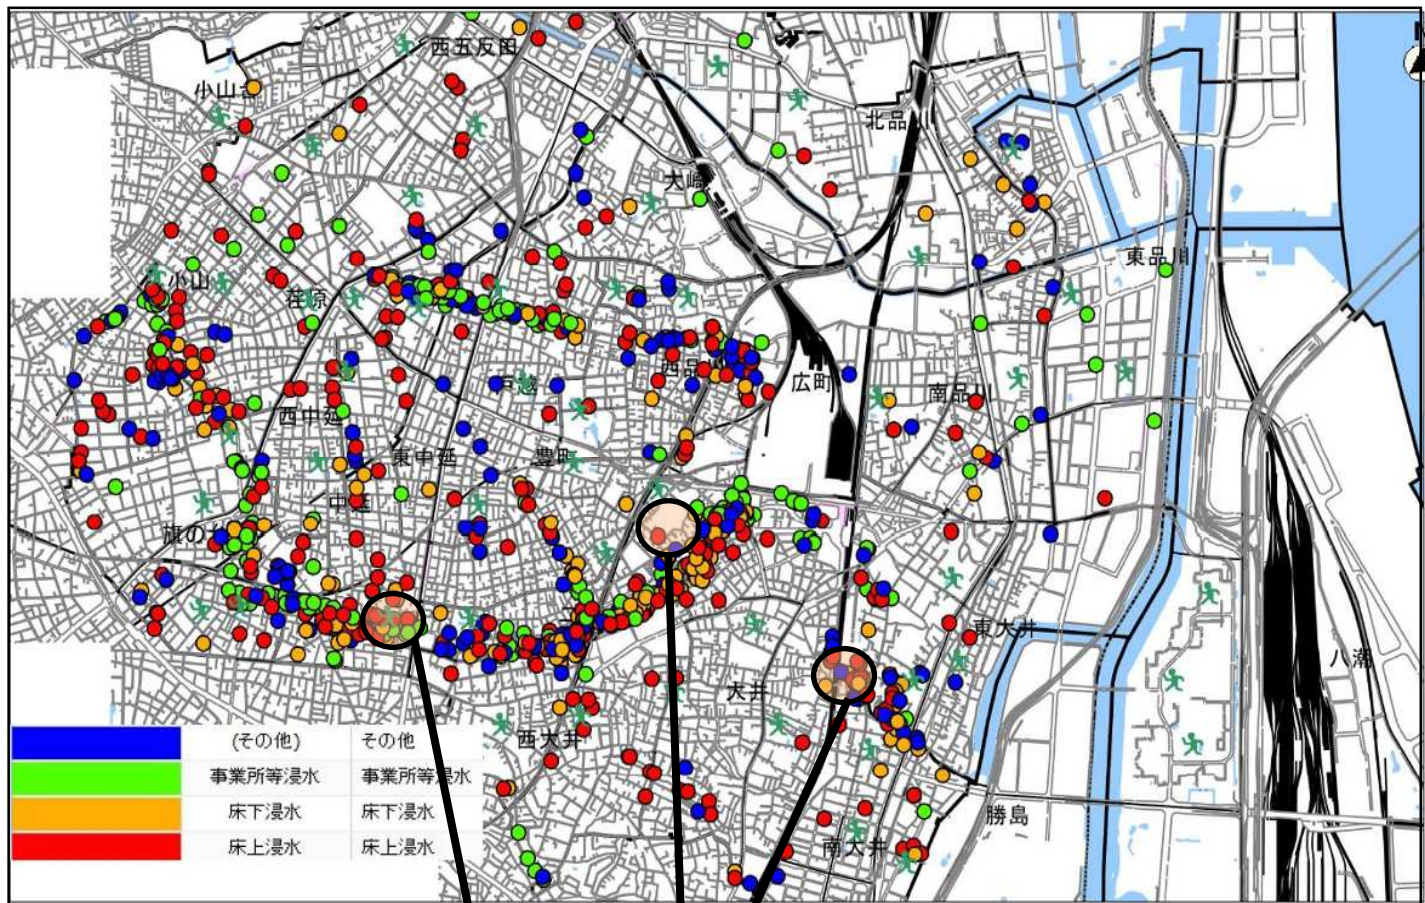 西五反田
小山台
北品川
大崎
東品川
小山
荏原
西品川
広町
戸越
南品川
西中延
東中延
豊町
中延
旗の台
東大井
八潮
大井
西大井
(その他) その他
事業所等浸水 事業所等浸水
床下浸水 床下浸水
床上浸水 床上浸水
勝島
南大井